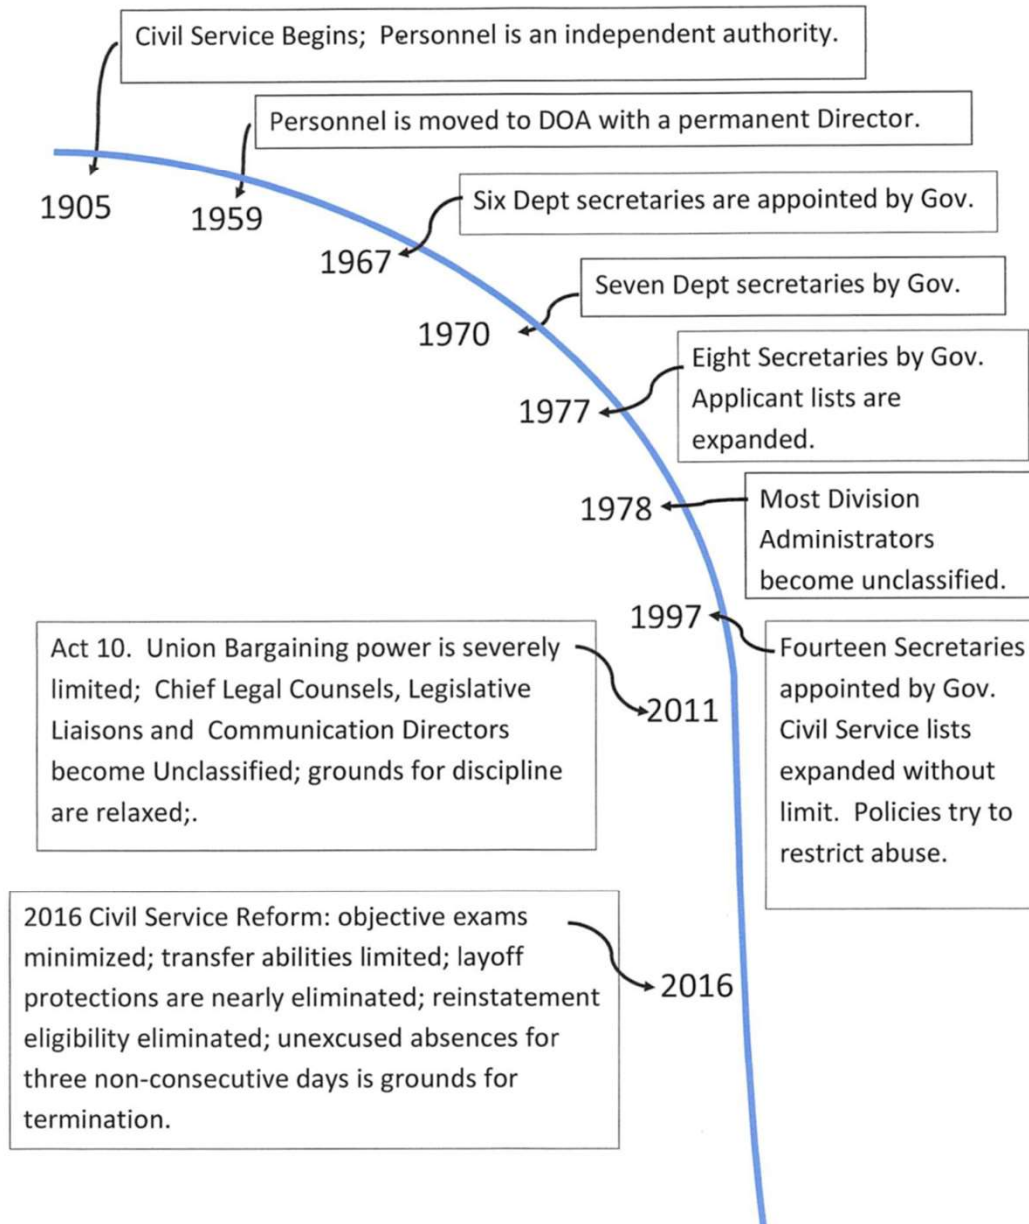 Civil Service Begins;  Personnel is an independent authority.
1905
Personnel is moved to DOA with a permanent Director.
1959
Six Dept secretaries are appointed by Gov.
1967
Seven Dept secretaries by Gov.
1970
Eight Secretaries by Gov.
Applicant lists are
expanded.
1977
Most Division
Administrators
become unclassified.
1978
1997
Fourteen Secretaries
appointed by Gov.
Civil Service lists
expanded without
limit.  Policies try to
restrict abuse.
Act 10.  Union Bargaining power is severely
limited;  Chief Legal Counsels, Legislative
Liaisons and  Communication Directors
become Unclassified; grounds for discipline
are relaxed;.
2011
2016 Civil Service Reform: objective exams
minimized; transfer abilities limited; layoff
protections are nearly eliminated; reinstatement
eligibility eliminated; unexcused absences for
three non-consecutive days is grounds for
termination.
2016